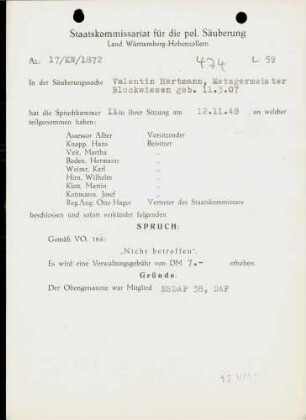 Staatskommissariat für die pol. Säuberung
Land Württemberg-Hohenzollern
Az. 17/KN/1872
474
L 59
In der Säuberungssache Valentin Hartmann, Metzgermeister
Blockwiesen geb. 11.3.07
hat die Spruchkammer II in ihrer Sitzung am 12.11.48 an welcher
teilgenommen haben:
Assessor Alber Vorsitzender
Knapp, Hans Beisitzer
Veit, Martha "
Boden, Hermann "
Weimz, Karl "
Hirn, Wilhelm "
Klett, Martin "
Kottmann, Josef "
Reg.Ang. Otto Hager Vertreter des Staatskommissars
beschlossen und sofort verkündet folgenden
SPRUCH:
Gemäß VO. 165:
„Nicht betroffen".
Es wird eine Verwaltungsgebühr von DM 7.- erhoben.
Gründe:
Der Obengenannte war Mitglied NSDAP 38, DAF